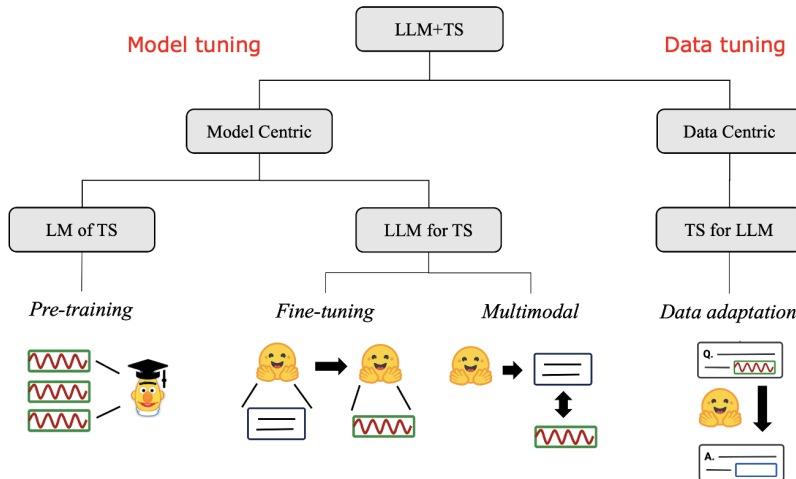 LLM+TS
Model tuning
Data tuning
Model Centric
Data Centric
LM of TS
LLM for TS
TS for LLM
Pre-training
Fine-tuning
Multimodal
Data adaptation
Q.
A.